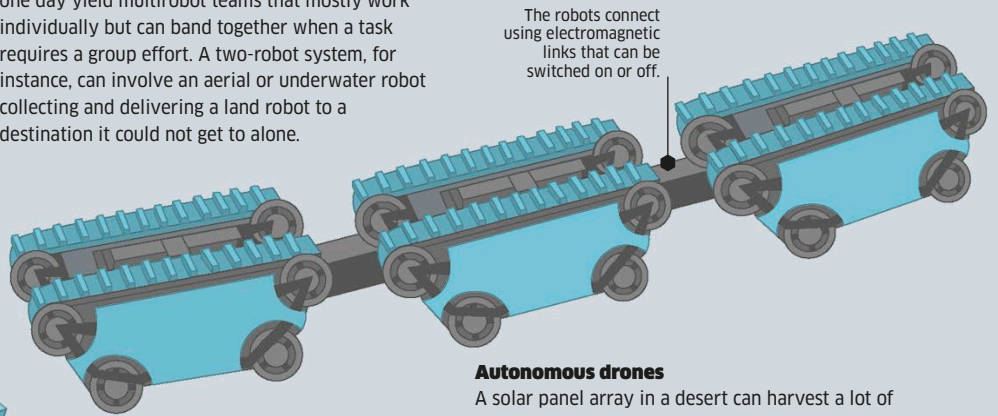 one day yield multirobot teams that mostly work
individually but can band together when a task
requires a group effort. A two-robot system, for
instance, can involve an aerial or underwater robot
collecting and delivering a land robot to a
destination it could not get to alone.
The robots connect
using electromagnetic
links that can be
switched on or off.
Autonomous drones
A solar panel array in a desert can harvest a lot of